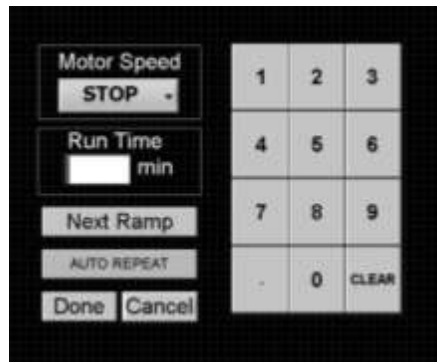 Motor Speed
STOP
Run Time
min
Next Ramp
AUTO REPEAT
Done Cancel
1 2 3
4 5 6
7 8 9
. 0 CLEAR